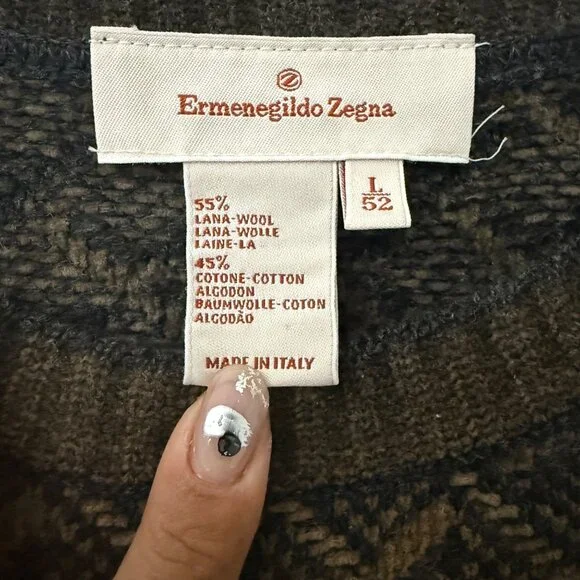 Ermenegildo Zegna
L
52
55%
LANA-WOOL
LANA-WOLLE
LAINE-LA
45%
COTONE-COTTON
ALGODON
BAUMWOLLE-COTON
ALGODÃO
MADE IN ITALY